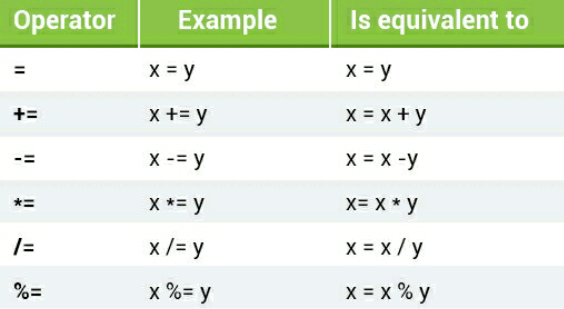 Operator Example Is equivalent to
= x = y x = y
+= x += y x = x + y
-= x -= y x = x -y
*= x *= y x= x * y
/= x /= y x = x / y
%= x %= y x = x % y